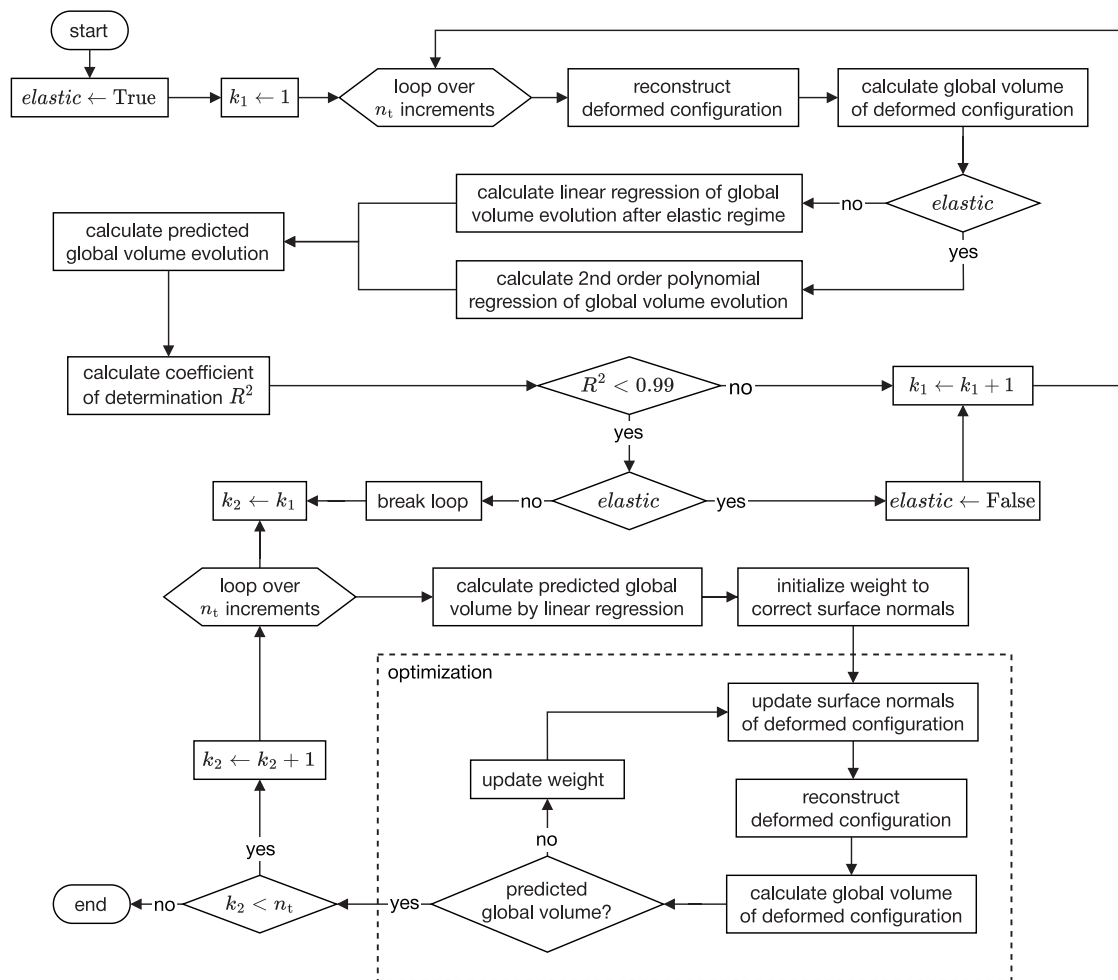 start
elastic ← True
k₁ ← 1
loop over
nₜ increments
reconstruct
deformed configuration
calculate global volume
of deformed configuration
calculate linear regression of global
volume evolution after elastic regime
no
elastic
calculate predicted
global volume evolution
yes
calculate 2nd order polynomial
regression of global volume evolution
calculate coefficient
of determination R²
R² < 0.99
no
k₁ ← k₁ + 1
yes
k₂ ← k₁
break loop
no
elastic
yes
elastic ← False
loop over
nₜ increments
calculate predicted global
volume by linear regression
initialize weight to
correct surface normals
optimization
update surface normals
of deformed configuration
k₂ ← k₂ + 1
update weight
reconstruct
deformed configuration
no
yes
predicted
global volume?
calculate global volume
of deformed configuration
end
no
k₂ < nₜ
yes